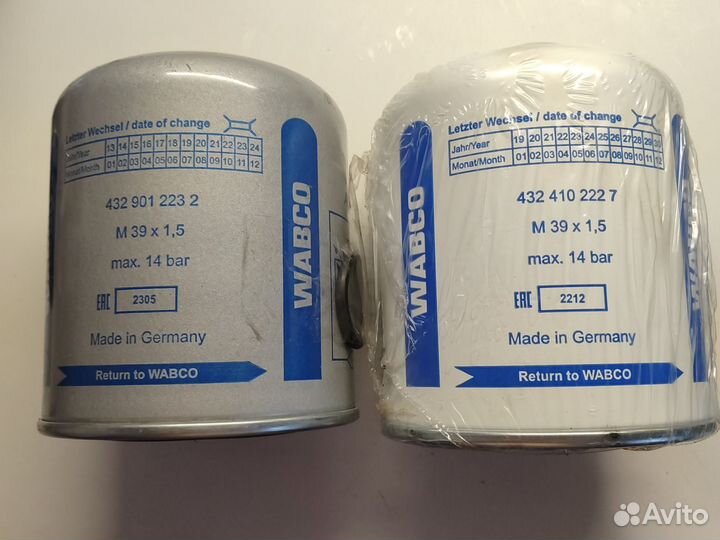 Letzter Wechsel / date of change
Jahr/Year 13 14 15 16 17 18 19 20 21 22 23 24
Monat/Month 01 02 03 04 05 06 07 08 09 10 11 12
432 901 223 2
M 39 x 1,5
max. 14 bar
EAC 2305
Made in Germany
Return to WABCO
WABCO
Letzter Wechsel / date of change
Jahr/Year 19 20 21 22 23 24 25 26 27 28 29 30
Monat/Month 01 02 03 04 05 06 07 08 09 10 11 12
432 410 222 7
M 39 x 1,5
max. 14 bar
EAC 2212
Made in Germany
Return to WABCO
WABCO
Avito